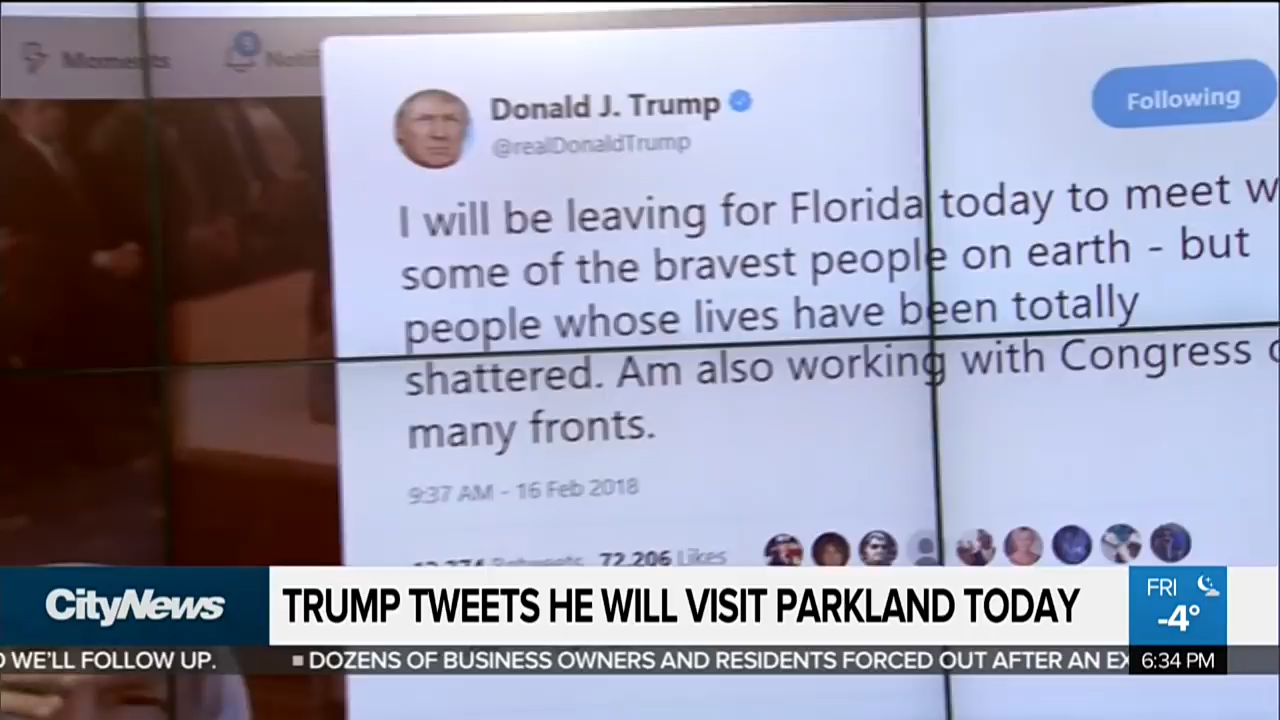 Moments
3
Notif
Donald J. Trump
@realDonaldTrump
Following
I will be leaving for Florida today to meet w
some of the bravest people on earth - but
people whose lives have been totally
shattered. Am also working with Congress
many fronts.
9:37 AM - 16 Feb 2018
Retweets 72,206 Likes
CityNews
TRUMP TWEETS HE WILL VISIT PARKLAND TODAY
FRI
-4°
WE'LL FOLLOW UP. ■ DOZENS OF BUSINESS OWNERS AND RESIDENTS FORCED OUT AFTER AN EX
6:34 PM